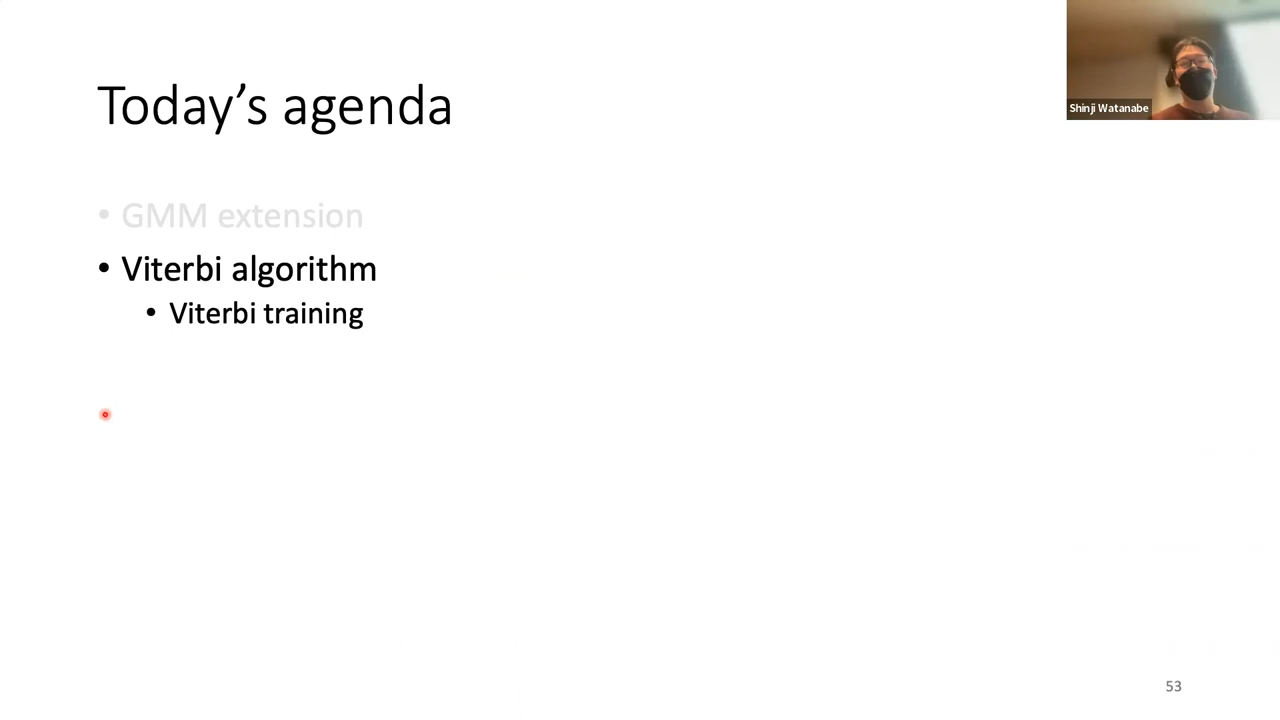 Shinji Watanabe
Today's agenda
• GMM extension
• Viterbi algorithm
• Viterbi training
53